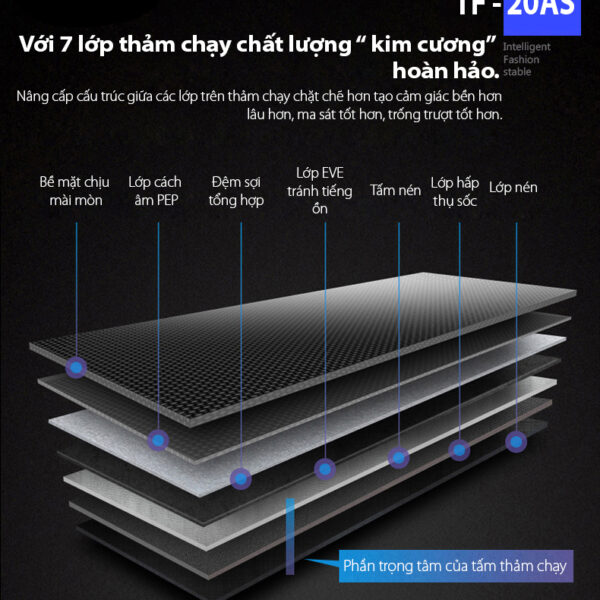 TF - 20AS
Với 7 lớp thảm chạy chất lượng “ kim cương”
hoàn hảo.
Intelligent
Fashion
stable
Nâng cấp cấu trúc giữa các lớp trên thảm chạy chặt chẽ hơn tạo cảm giác bền hơn
lâu hơn, ma sát tốt hơn, trống trượt tốt hơn.
Bề mặt chịu
mài mòn
Lớp cách
âm PEP
Đệm sợi
tổng hợp
Lớp EVE
tránh tiếng
ồn
Tấm nén
Lớp hấp
thụ sốc
Lớp nén
Phần trọng tâm của tấm thảm chạy